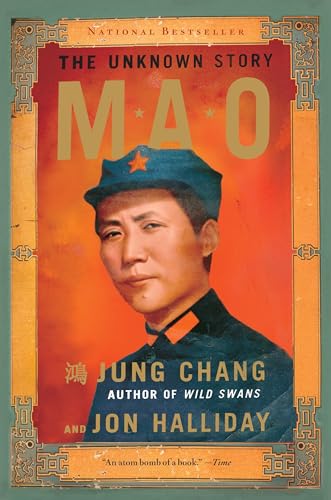 NATIONAL BESTSELLER
THE UNKNOWN STORY
M★A★O
鴻 JUNG CHANG
AUTHOR OF WILD SWANS
AND JON HALLIDAY
"An atom bomb of a book." —Time